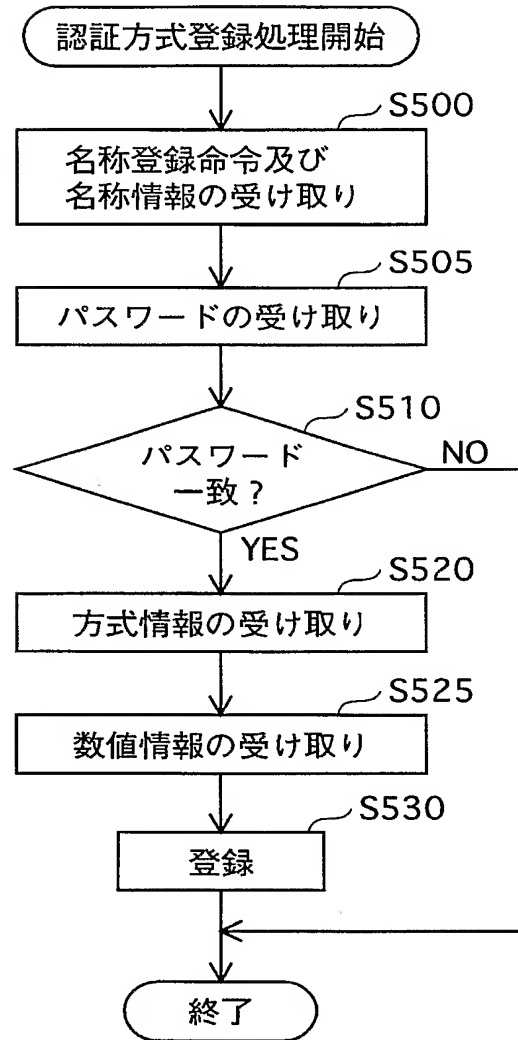 認証方式登録処理開始
S500
名称登録命令及び
名称情報の受け取り
S505
パスワードの受け取り
S510
パスワード
一致?
NO
YES
S520
方式情報の受け取り
S525
数値情報の受け取り
S530
登録
終了